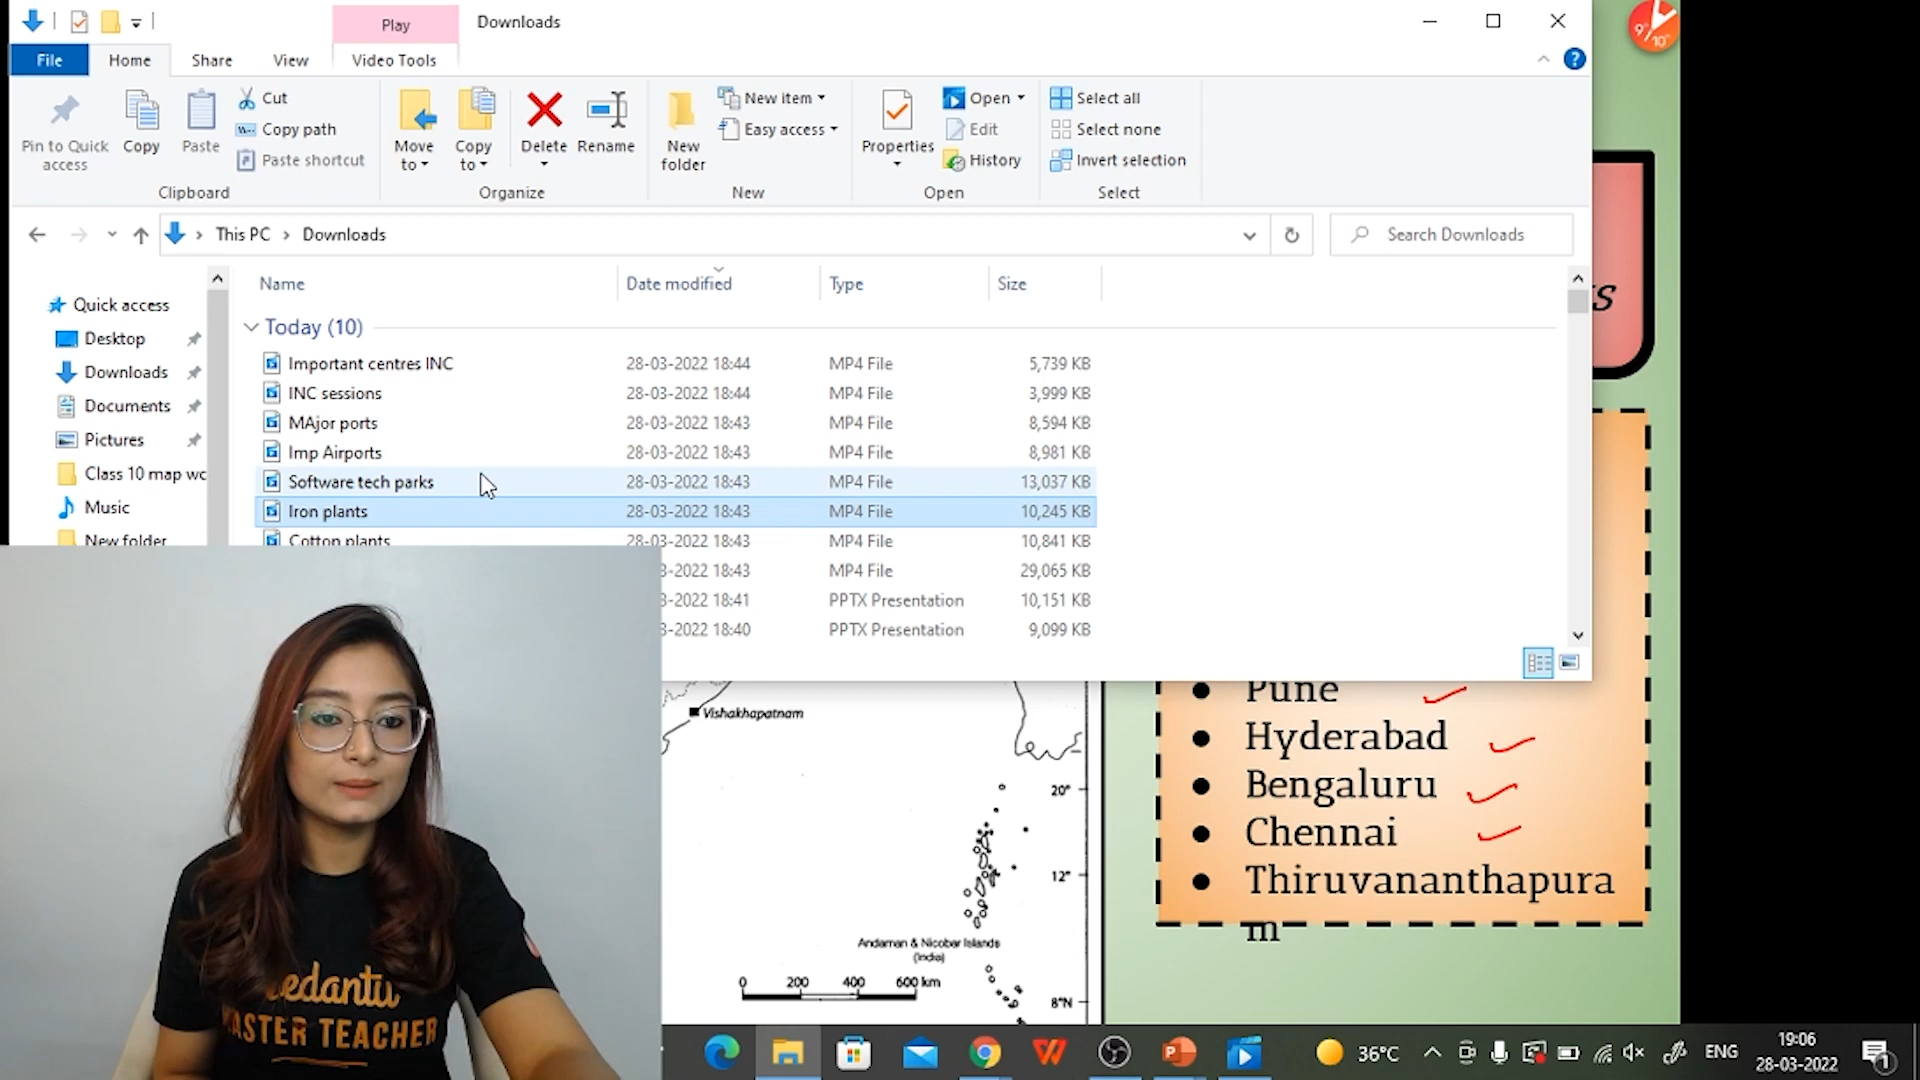 Play
Downloads
File
Home
Share
View
Video Tools
Pin to Quick access
Copy
Paste
Cut
Copy path
Paste shortcut
Clipboard
Move to
Copy to
Delete
Rename
Organize
New folder
New item
Easy access
New
Properties
Open
Edit
History
Open
Select all
Select none
Invert selection
Select
This PC > Downloads
Search Downloads
Name Date modified Type Size
Quick access
Desktop
Downloads
Documents
Pictures
Class 10 map wc
Music
New folder
Today (10)
Important centres INC 28-03-2022 18:44 MP4 File 5,739 KB
INC sessions 28-03-2022 18:44 MP4 File 3,999 KB
MAjor ports 28-03-2022 18:43 MP4 File 8,594 KB
Imp Airports 28-03-2022 18:43 MP4 File 8,981 KB
Software tech parks 28-03-2022 18:43 MP4 File 13,037 KB
Iron plants 28-03-2022 18:43 MP4 File 10,245 KB
Cotton plants 28-03-2022 18:43 MP4 File 10,841 KB
3-2022 18:43 MP4 File 29,065 KB
3-2022 18:41 PPTX Presentation 10,151 KB
3-2022 18:40 PPTX Presentation 9,099 KB
Vishakhapatnam
20°
12°
Andaman & Nicobar Islands
(India)
0 200 400 600 km
8°N
• Pune
• Hyderabad
• Bengaluru
• Chennai
• Thiruvananthapura
m
edantu
MASTER TEACHER
36°C
ENG
19:06
28-03-2022
1